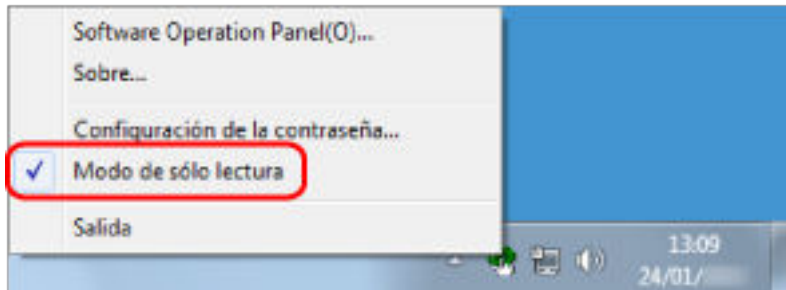 Software Operation Panel(O)...
Sobre...
Configuración de la contraseña...
Modo de sólo lectura
Salida
13:09
24/01/